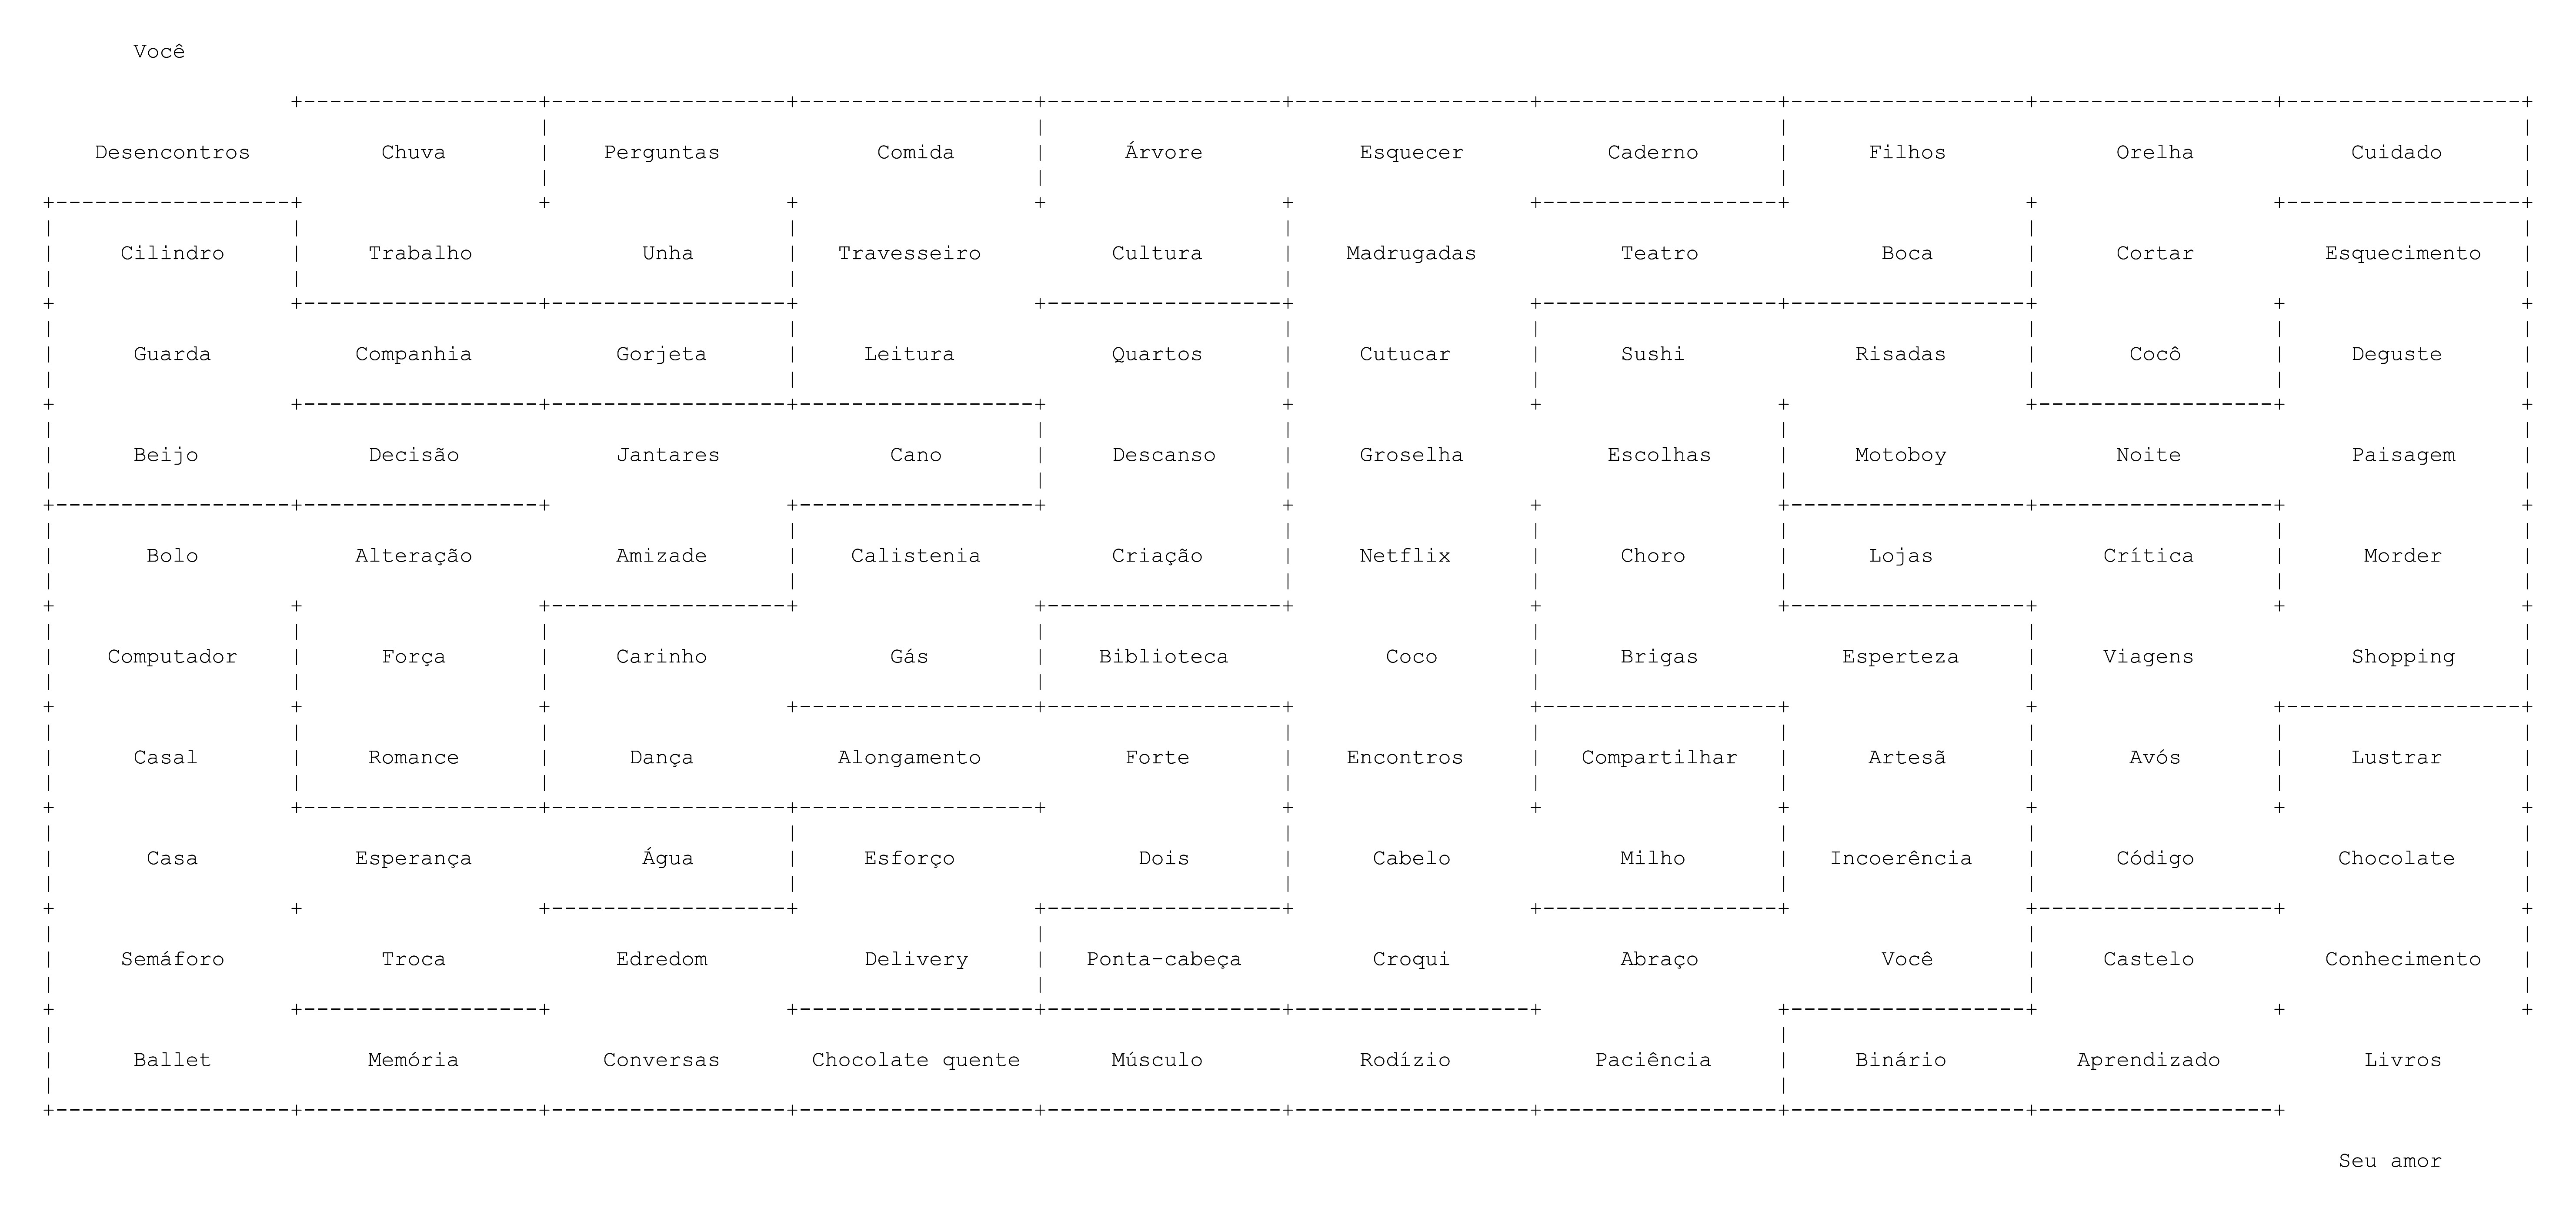 Você
Desencontros Chuva Perguntas Comida Árvore Esquecer Caderno Filhos Orelha Cuidado
Cilindro Trabalho Unha Travesseiro Cultura Madrugadas Teatro Boca Cortar Esquecimento
Guarda Companhia Gorjeta Leitura Quartos Cutucar Sushi Risadas Cocô Deguste
Beijo Decisão Jantares Cano Descanso Groselha Escolhas Motoboy Noite Paisagem
Bolo Alteração Amizade Calistenia Criação Netflix Choro Lojas Crítica Morder
Computador Força Carinho Gás Biblioteca Coco Brigas Esperteza Viagens Shopping
Casal Romance Dança Alongamento Forte Encontros Compartilhar Artesã Avós Lustrar
Casa Esperança Água Esforço Dois Cabelo Milho Incoerência Código Chocolate
Semáforo Troca Edredom Delivery Ponta-cabeça Croqui Abraço Você Castelo Conhecimento
Ballet Memória Conversas Chocolate quente Músculo Rodízio Paciência Binário Aprendizado Livros
Seu amor